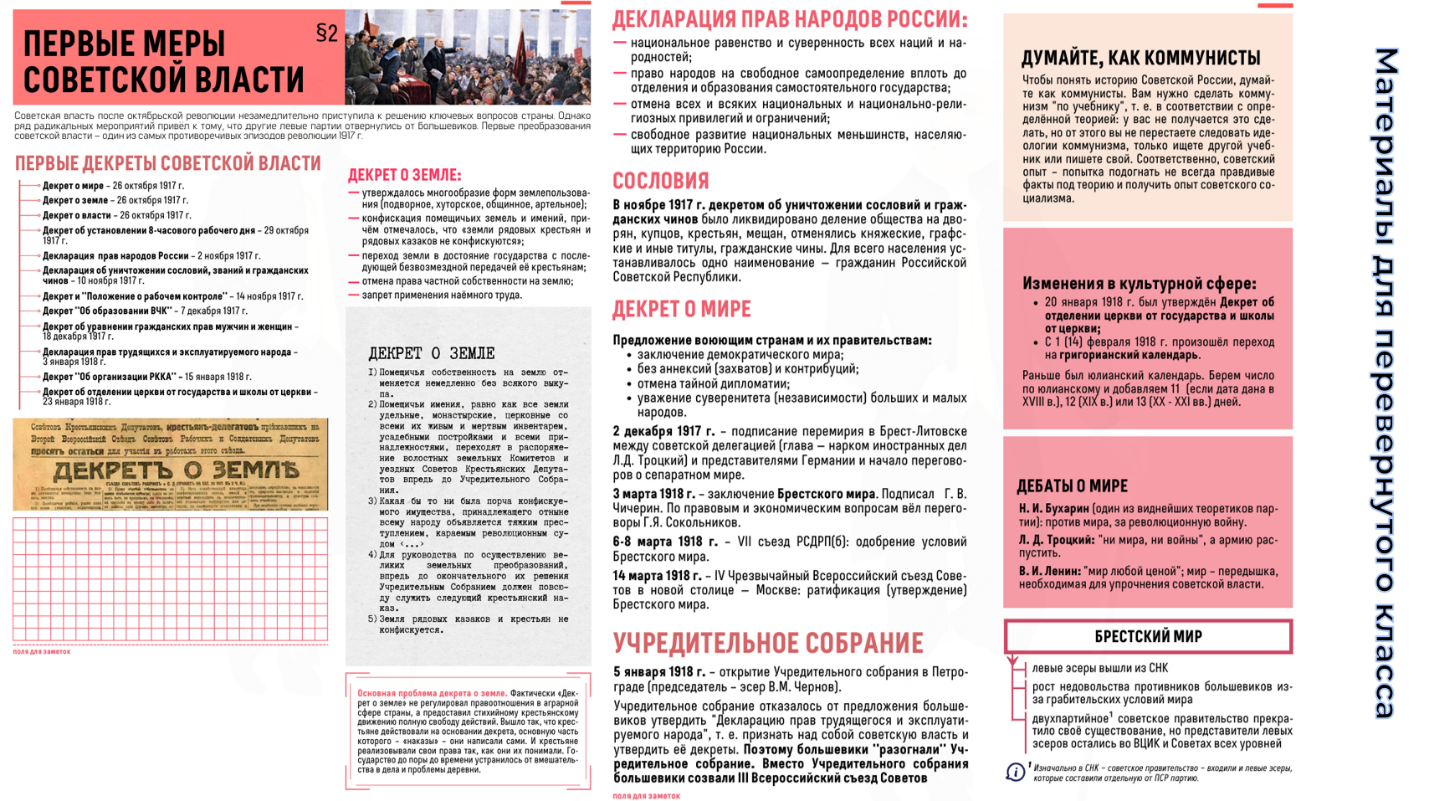 ПЕРВЫЕ МЕРЫ
СОВЕТСКОЙ ВЛАСТИ
§2
Советская власть после октябрьской революции незамедлительно приступила к решению ключевых вопросов страны. Однако
ряд радикальных мероприятий привёл к тому, что другие левые партии отвернулись от большевиков. Первые преобразования
советской власти – один из самых противоречивых эпизодов революции 1917 г.
ПЕРВЫЕ ДЕКРЕТЫ СОВЕТСКОЙ ВЛАСТИ
Декрет о мире – 26 октября 1917 г.
Декрет о земле – 26 октября 1917 г.
Декрет о власти – 26 октября 1917 г.
Декрет об установлении 8-часового рабочего дня – 29 октября
1917 г.
Декларация прав народов России – 2 ноября 1917 г.
Декларация об уничтожении сословий, званий и гражданских
чинов – 10 ноября 1917 г.
Декрет и "Положение о рабочем контроле" – 14 ноября 1917 г.
Декрет "Об образовании ВЧК" – 7 декабря 1917 г.
Декрет об уравнении гражданских прав мужчин и женщин –
18 декабря 1917 г.
Декларация прав трудящихся и эксплуатируемого народа –
3 января 1918 г.
Декрет "Об организации РККА" – 15 января 1918 г.
Декрет об отделении церкви от государства и школы от церкви –
23 января 1918 г.
Совѣтовъ Крестьянскихъ Депутатовъ, крестьянъ-делегатовъ пріѣхавшихъ на
Второй Всероссійскій Съѣздъ Совѣтовъ Рабочихъ и Солдатскихъ Депутатовъ
просятъ остаться для участія въ работахъ этого съѣзда.
ДЕКРЕТЪ О ЗЕМЛѢ
поля для заметок
ДЕКРЕТ О ЗЕМЛЕ:
— утверждалось многообразие форм землепользова-
ния (подворное, хуторское, общинное, артельное);
— конфискация помещичьих земель и имений, при-
чём отмечалось, что «земли рядовых крестьян и
рядовых казаков не конфискуются»;
— переход земли в достояние государства с после-
дующей безвозмездной передачей её крестьянам;
— отмена права частной собственности на землю;
— запрет применения наёмного труда.
ДЕКРЕТ О ЗЕМЛЕ
1) Помещичья собственность на землю от-
меняется немедленно без всякого выку-
па.
2) Помещичьи имения, равно как все земли
удельные, монастырские, церковные со
всеми их живым и мертвым инвентарем,
усадебными постройками и всеми при-
надлежностями, переходят в распоряже-
ние волостных земельных Комитетов и
уездных Советов Крестьянских Депута-
тов впредь до Учредительного Собра-
ния.
3) Какая бы то ни была порча конфискуе-
мого имущества, принадлежащего отныне
всему народу объявляется тяжким прес-
туплением, караемым революционным су-
дом <...>
4) Для руководства по осуществлению ве-
ликих земельных преобразований,
впредь до окончательного их решения
Учредительным Собранием должен повсю-
ду служить следующий крестьянский на-
каз.
5) Земля рядовых казаков и крестьян не
конфискуется.
Основная проблема декрета о земле. Фактически «Дек-
рет о земле» не регулировал правоотношения в аграрной
сфере страны, а предоставил стихийному крестьянскому
движению полную свободу действий. Вышло так, что крес-
тьяне действовали на основании декрета, основную часть
которого – «наказы» – они написали сами. И крестьяне
реализовывали свои права так, как они их понимали. Го-
сударство до поры до времени устранилось от вмешатель-
ства в дела и проблемы деревни.
ДЕКЛАРАЦИЯ ПРАВ НАРОДОВ РОССИИ:
— национальное равенство и суверенность всех наций и на-
родностей;
— право народов на свободное самоопределение вплоть до
отделения и образования самостоятельного государства;
— отмена всех и всяких национальных и национально-рели-
гиозных привилегий и ограничений;
— свободное развитие национальных меньшинств, населяю-
щих территорию России.
СОСЛОВИЯ
В ноябре 1917 г. декретом об уничтожении сословий и граж-
данских чинов было ликвидировано деление общества на дво-
рян, купцов, крестьян, мещан, отменялись княжеские, графс-
кие и иные титулы, гражданские чины. Для всего населения ус-
танавливалось одно наименование – гражданин Российской
Советской Республики.
ДЕКРЕТ О МИРЕ
Предложение воюющим странам и их правительствам:
• заключение демократического мира;
• без аннексий (захватов) и контрибуций;
• отмена тайной дипломатии;
• уважение суверенитета (независимости) больших и малых
народов.
2 декабря 1917 г. – подписание перемирия в Брест-Литовске
между советской делегацией (глава – нарком иностранных дел
Л.Д. Троцкий) и представителями Германии и начало перегово-
ров о сепаратном мире.
3 марта 1918 г. – заключение Брестского мира. Подписал Г. В.
Чичерин. По правовым и экономическим вопросам вёл перего-
воры Г.Я. Сокольников.
6-8 марта 1918 г. – VII съезд РСДРП(б): одобрение условий
Брестского мира.
14 марта 1918 г. – IV Чрезвычайный Всероссийский съезд Сове-
тов в новой столице – Москве: ратификация (утверждение)
Брестского мира.
УЧРЕДИТЕЛЬНОЕ СОБРАНИЕ
5 января 1918 г. – открытие Учредительного собрания в Петро-
граде (председатель – эсер В.М. Чернов).
Учредительное собрание отказалось от предложения больше-
виков утвердить "Декларацию прав трудящегося и эксплуати-
руемого народа", т. е. признать над собой советскую власть и
утвердить её декреты. Поэтому большевики "разогнали" Уч-
редительное собрание. Вместо Учредительного собрания
большевики созвали III Всероссийский съезд Советов
поля для заметок
ДУМАЙТЕ, КАК КОММУНИСТЫ
Чтобы понять историю Советской России, думай-
те как коммунисты. Вам нужно сделать комму-
низм "по учебнику", т. е. в соответствии с опре-
делённой теорией: у вас не получается это сде-
лать, но от этого вы не перестаете следовать иде-
ологии коммунизма, только ищете другой учеб-
ник или пишете свой. Соответственно, советский
опыт – попытка подогнать не всегда правдивые
факты под теорию и получить опыт советского со-
циализма.
Изменения в культурной сфере:
• 20 января 1918 г. был утверждён Декрет об
отделении церкви от государства и школы
от церкви;
• С 1 (14) февраля 1918 г. произошёл переход
на григорианский календарь.
Раньше был юлианский календарь. Берем число
по юлианскому и добавляем 11 (если дата дана в
XVIII в.), 12 (XIX в.) или 13 (XX - XXI вв.) дней.
ДЕБАТЫ О МИРЕ
Н. И. Бухарин (один из виднейших теоретиков пар-
тии): против мира, за революционную войну.
Л. Д. Троцкий: "ни мира, ни войны", а армию рас-
пустить.
В. И. Ленин: "мир любой ценой"; мир – передышка,
необходимая для упрочнения советской власти.
БРЕСТСКИЙ МИР
левые эсеры вышли из СНК
рост недовольства противников большевиков из-
за грабительских условий мира
двухпартийное¹ советское правительство прекра-
тило своё существование, но представители левых
эсеров остались во ВЦИК и Советах всех уровней
¹ Изначально в СНК – советское правительство – входили и левые эсеры,
которые составили отдельную от ПСР партию.
Материалы для перевернутого класса